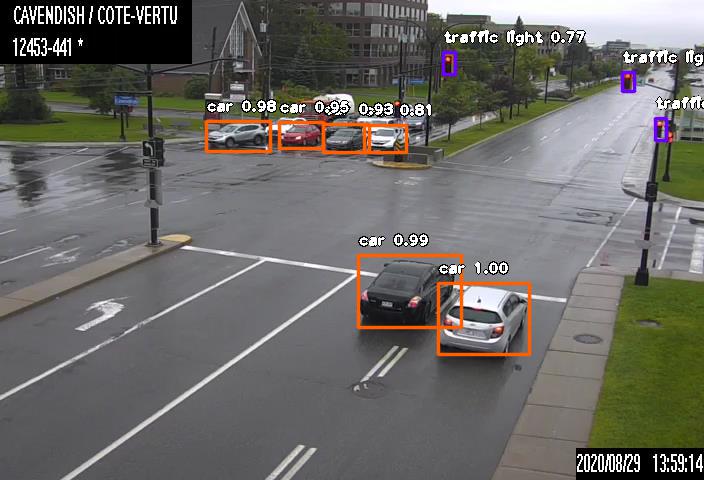 CAVENDISH / COTE-VERTU
12453-441 *
traffic light 0.77
traffic lig
traffic
car 0.98
car 0.95
0.93
0.81
car 0.99
car 1.00
2020/08/29 13:59:14